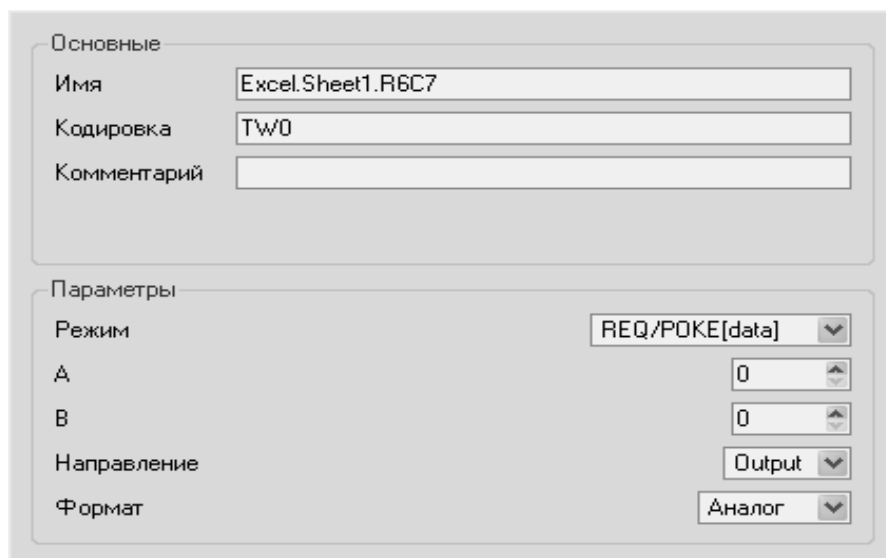 Основные
Имя Excel.Sheet1.R6C7
Кодировка TW0
Комментарий
Параметры
Режим REQ/POKE[data]
A 0
B 0
Направление Output
Формат Аналог